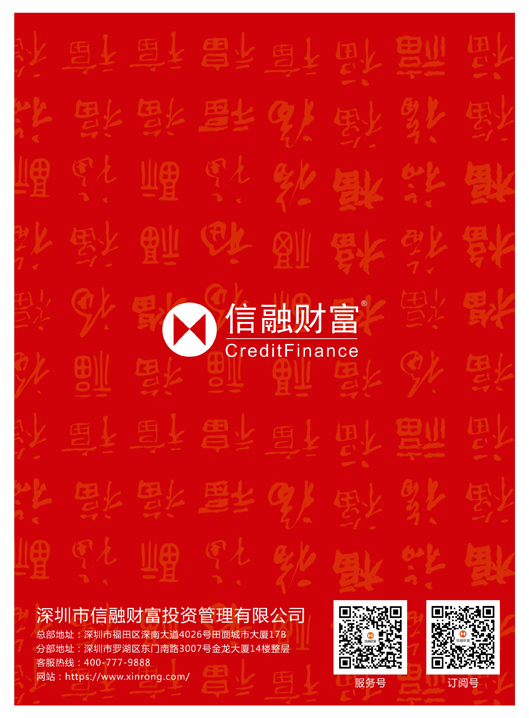 信融财富®
CreditFinance
深圳市信融财富投资管理有限公司
总部地址：深圳市福田区深南大道4026号田面城市大厦17B
分部地址：深圳市罗湖区东门南路3007号金龙大厦14楼整层
客服热线：400-777-9888
网站：https://www.xinrong.com/
服务号
订阅号